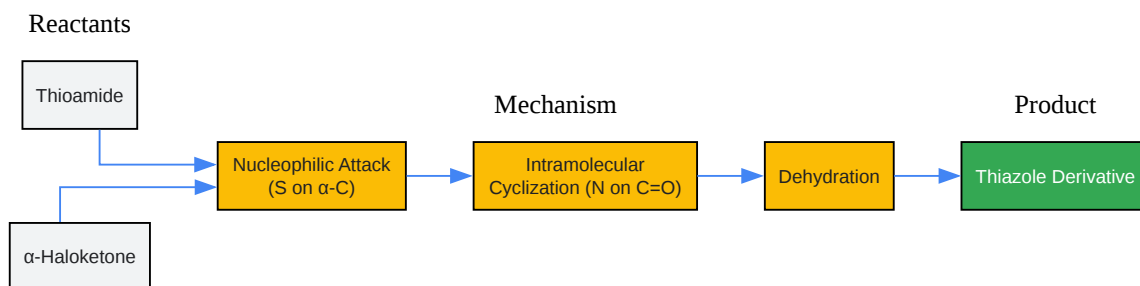 Reactants
Thioamide
Mechanism
Product
Nucleophilic Attack
(S on α-C)
Intramolecular
Cyclization (N on C=O)
Dehydration
Thiazole Derivative
α-Haloketone